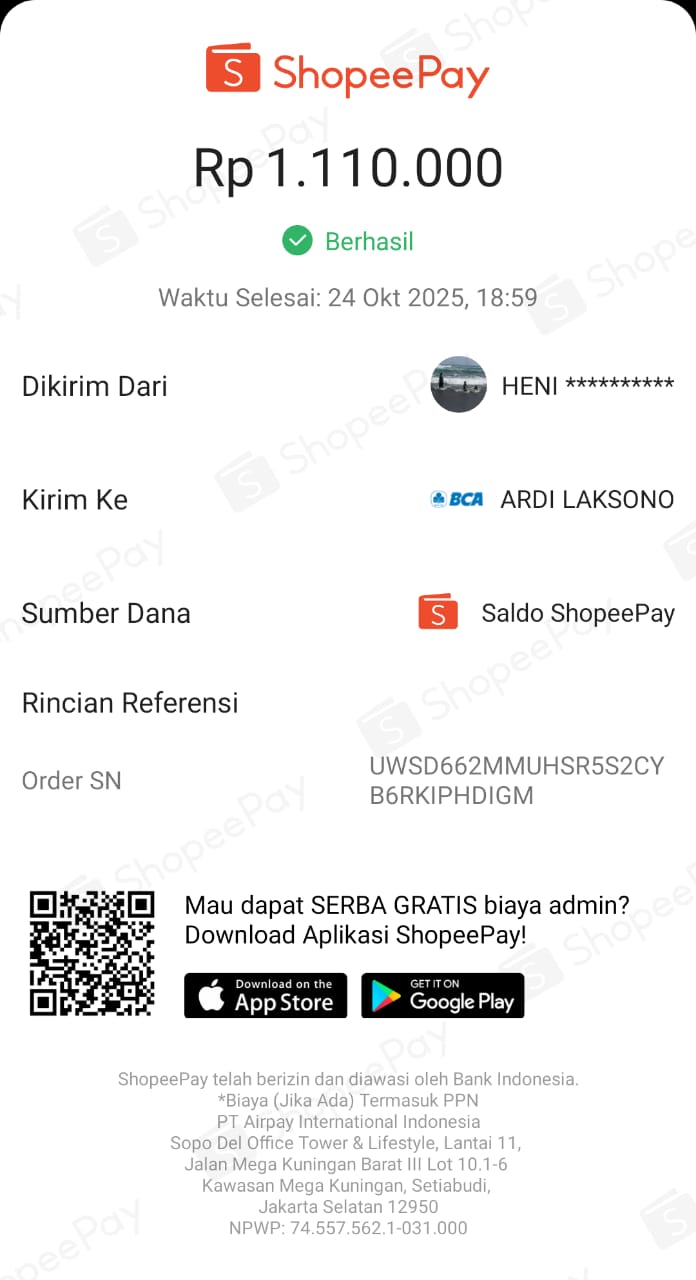 ShopeePay
Rp 1.110.000
Berhasil
Waktu Selesai: 24 Okt 2025, 18:59
Dikirim Dari HENI **********
Kirim Ke BCA ARDI LAKSONO
Sumber Dana Saldo ShopeePay
Rincian Referensi
Order SN UWSD662MMUHSR5S2CY
B6RKIPHDIGM
Mau dapat SERBA GRATIS biaya admin?
Download Aplikasi ShopeePay!
Download on the
App Store
GET IT ON
Google Play
ShopeePay telah berizin dan diawasi oleh Bank Indonesia.
*Biaya (Jika Ada) Termasuk PPN
PT Airpay International Indonesia
Sopo Del Office Tower & Lifestyle, Lantai 11,
Jalan Mega Kuningan Barat III Lot 10.1-6
Kawasan Mega Kuningan, Setiabudi,
Jakarta Selatan 12950
NPWP: 74.557.562.1-031.000